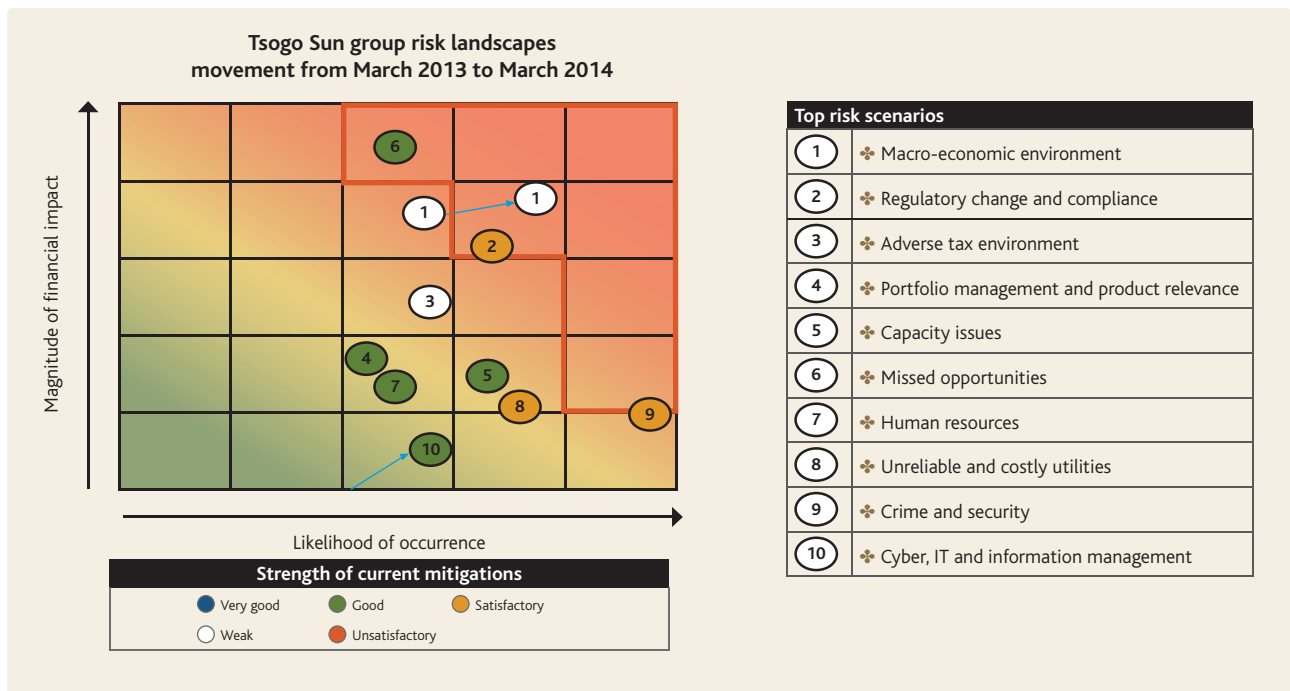 Tsogo Sun group risk landscapes
movement from March 2013 to March 2014
Magnitude of financial impact
6
1
1
2
3
4
7
5
8
9
10
Likelihood of occurrence
Strength of current mitigations
Very good
Good
Satisfactory
Weak
Unsatisfactory
Top risk scenarios
1 Macro-economic environment
2 Regulatory change and compliance
3 Adverse tax environment
4 Portfolio management and product relevance
5 Capacity issues
6 Missed opportunities
7 Human resources
8 Unreliable and costly utilities
9 Crime and security
10 Cyber, IT and information management